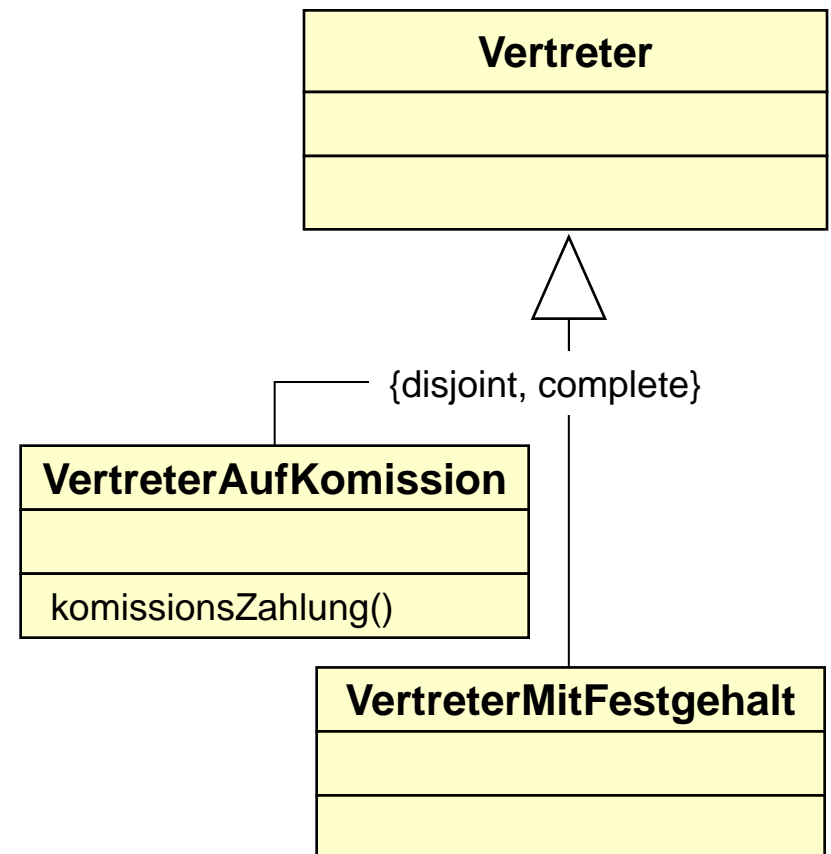 Vertreter
{disjoint, complete}
VertreterAufKomission
komissionsZahlung()
VertreterMitFestgehalt